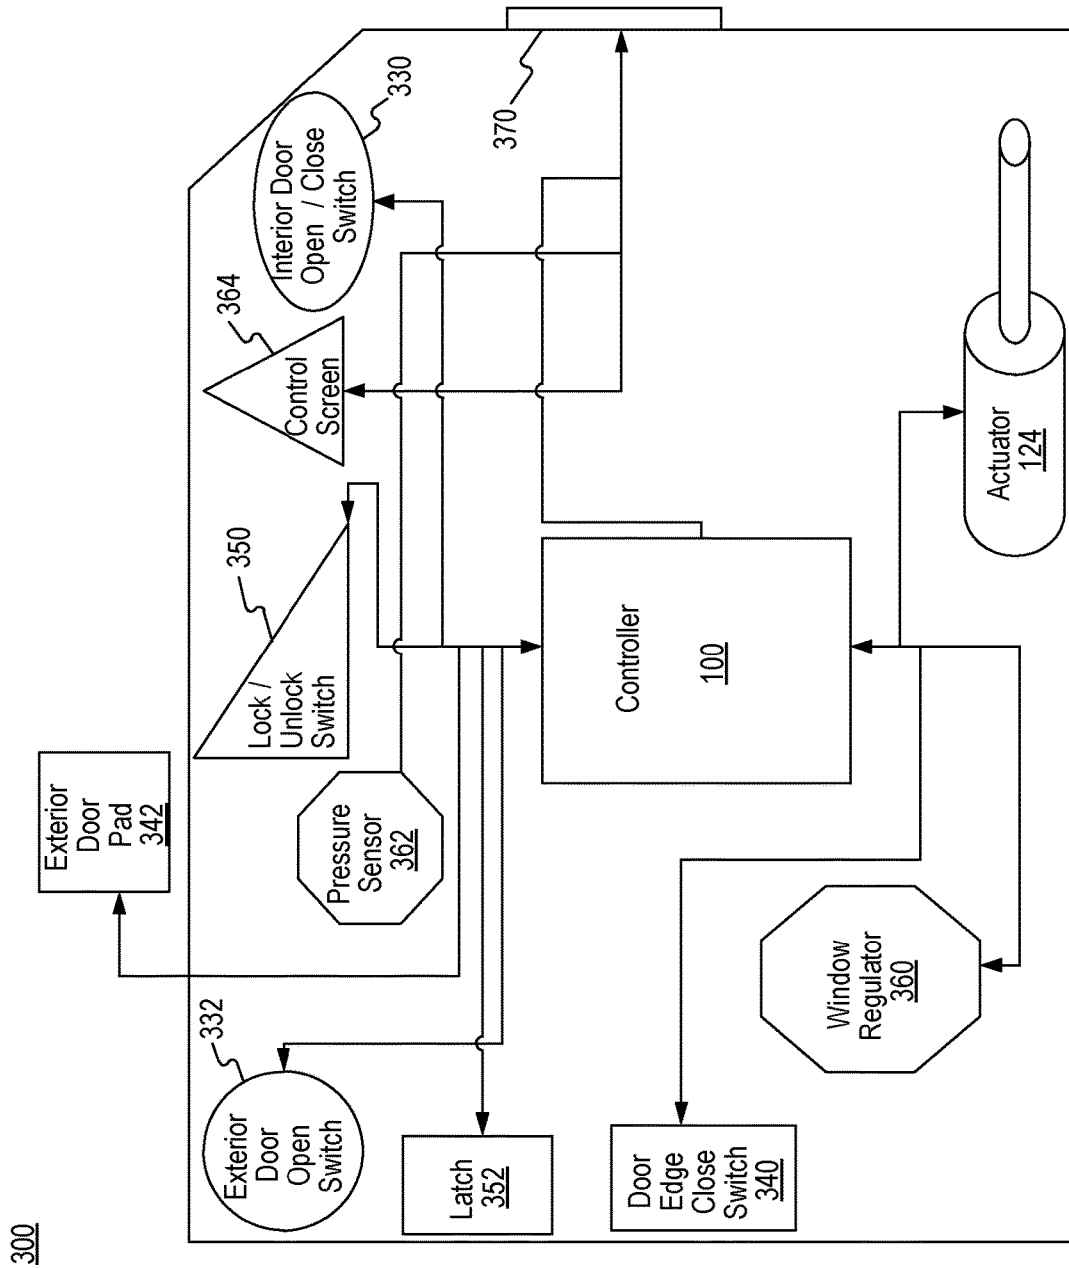 300
Exterior
Door
Pad
342
Exterior
Door
Open
Switch
332
Pressure
Sensor
362
Lock /
Unlock
Switch
350
Control
Screen
364
Interior Door
Open / Close
Switch
330
370
Latch
352
Controller
100
Door
Edge
Close
Switch
340
Window
Regulator
360
Actuator
124